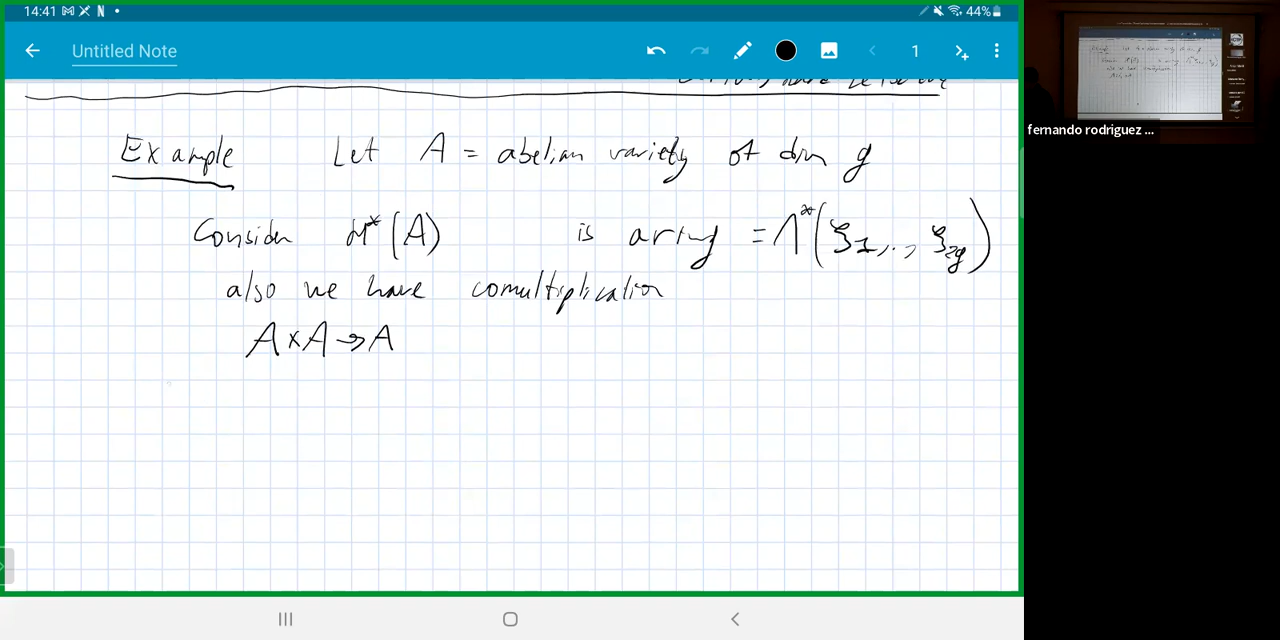 14:41
44%
Untitled Note
1
Example Let A = abelian variety of dim g
Consider H*(A) is a ring = Λ*(ξ1,.., ξ2g)
also we have comultiplication
A×A→A
fernando rodriguez ...